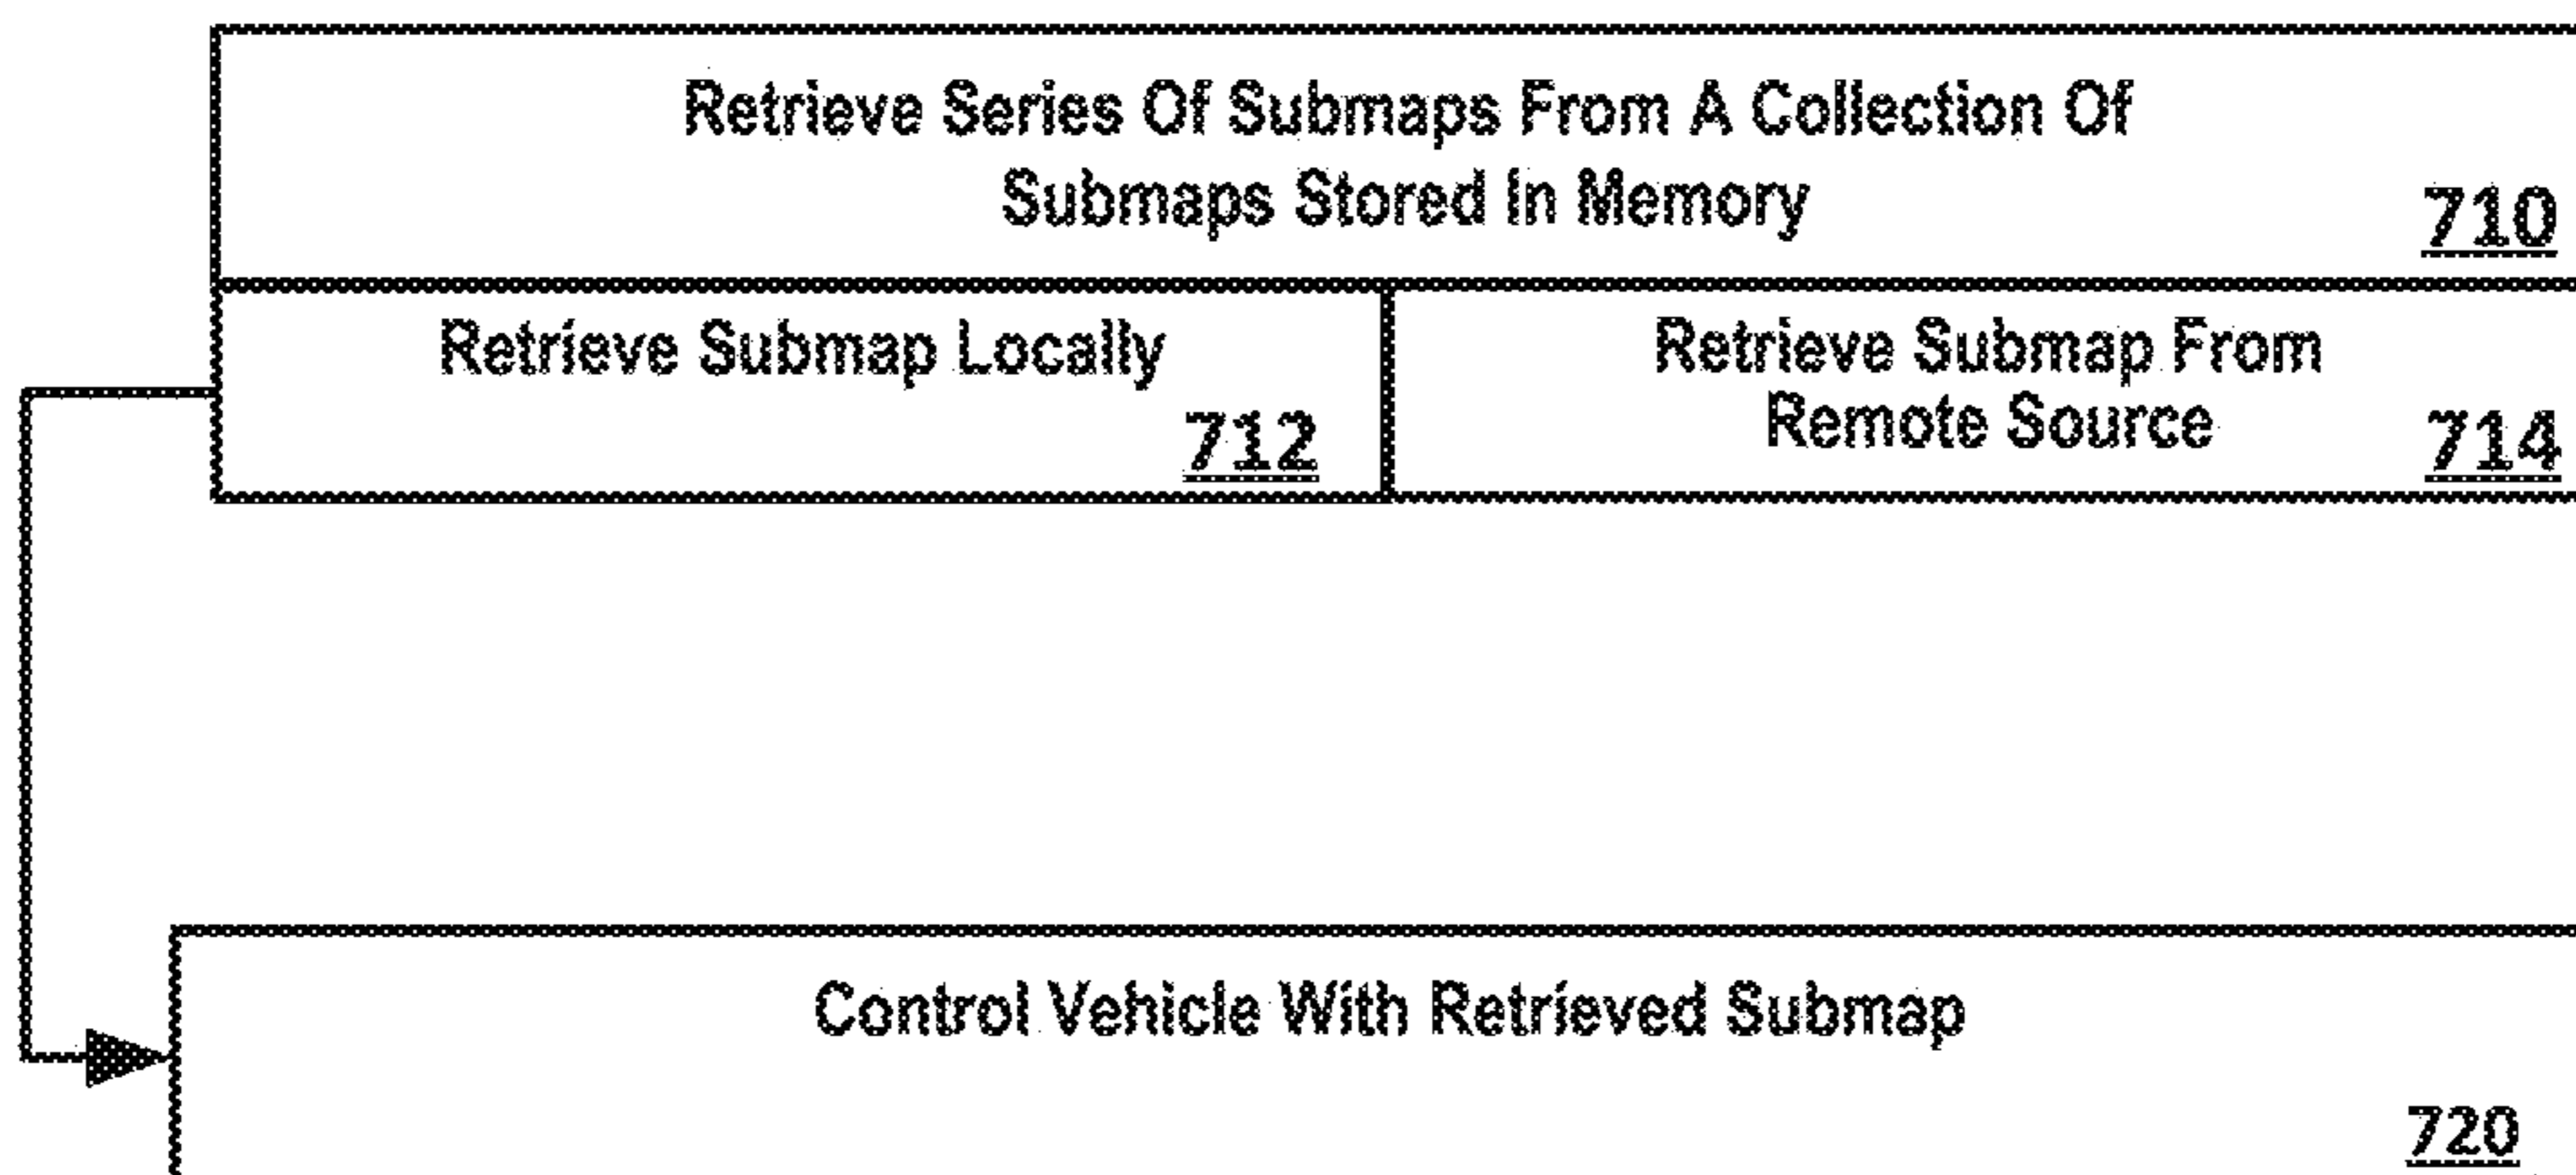 Retrieve Series Of Submaps From A Collection Of
Submaps Stored In Memory
710
Retrieve Submap Locally
712
Retrieve Submap From
Remote Source
714
Control Vehicle With Retrieved Submap
720